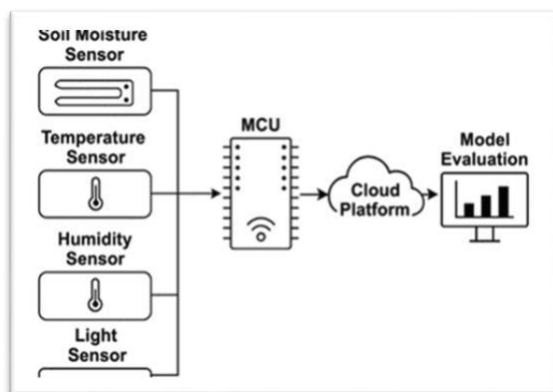 Soil Moisture
Sensor
Temperature
Sensor
Humidity
Sensor
Light
Sensor
MCU
Cloud
Platform
Model
Evaluation